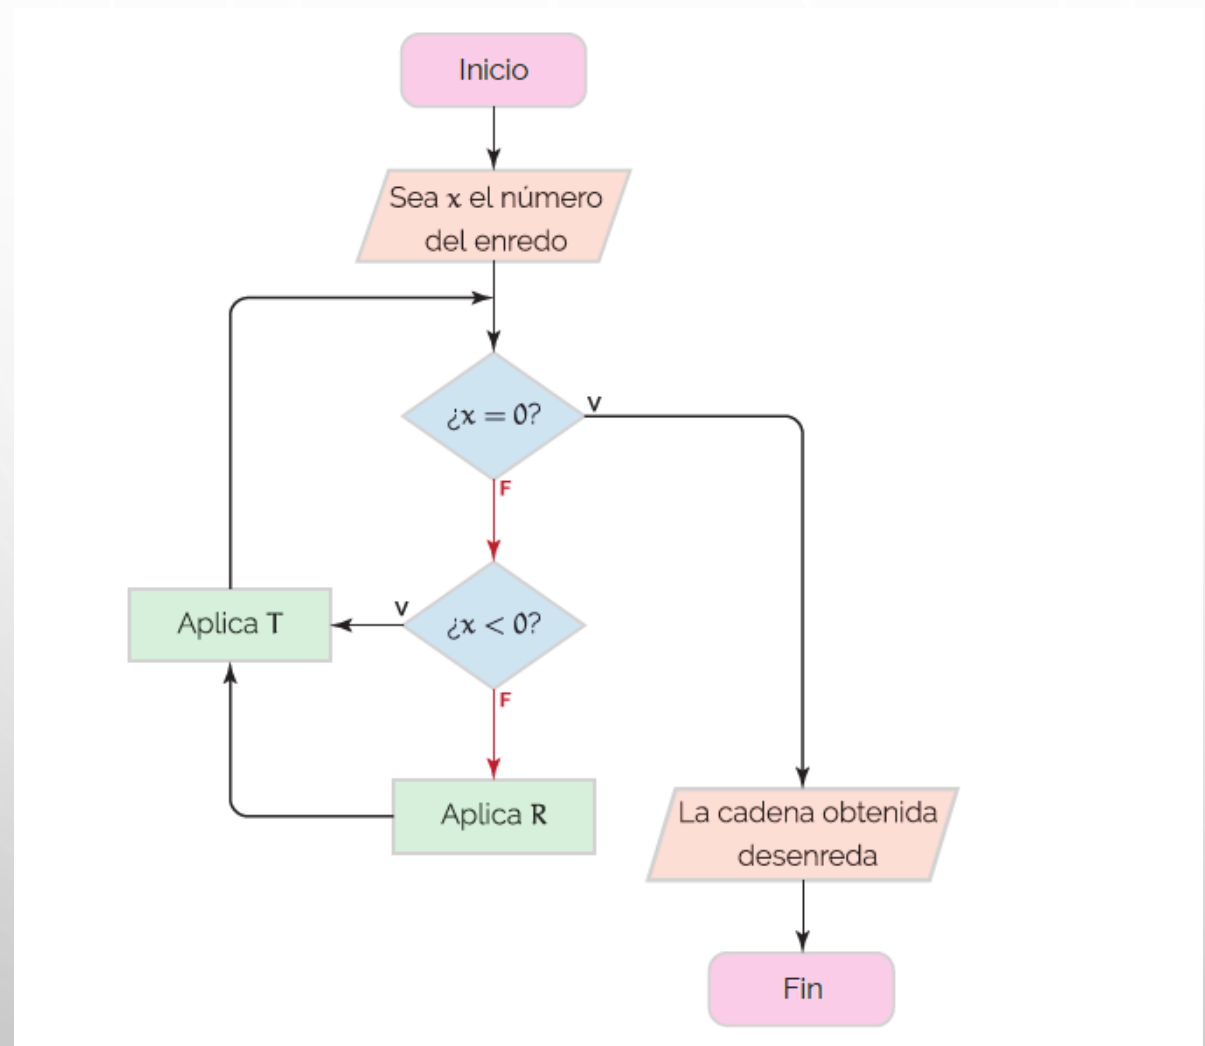 Inicio
Sea x el número
del enredo
¿x = 0?
V
F
¿x < 0?
V
F
Aplica T
Aplica R
La cadena obtenida
desenreda
Fin